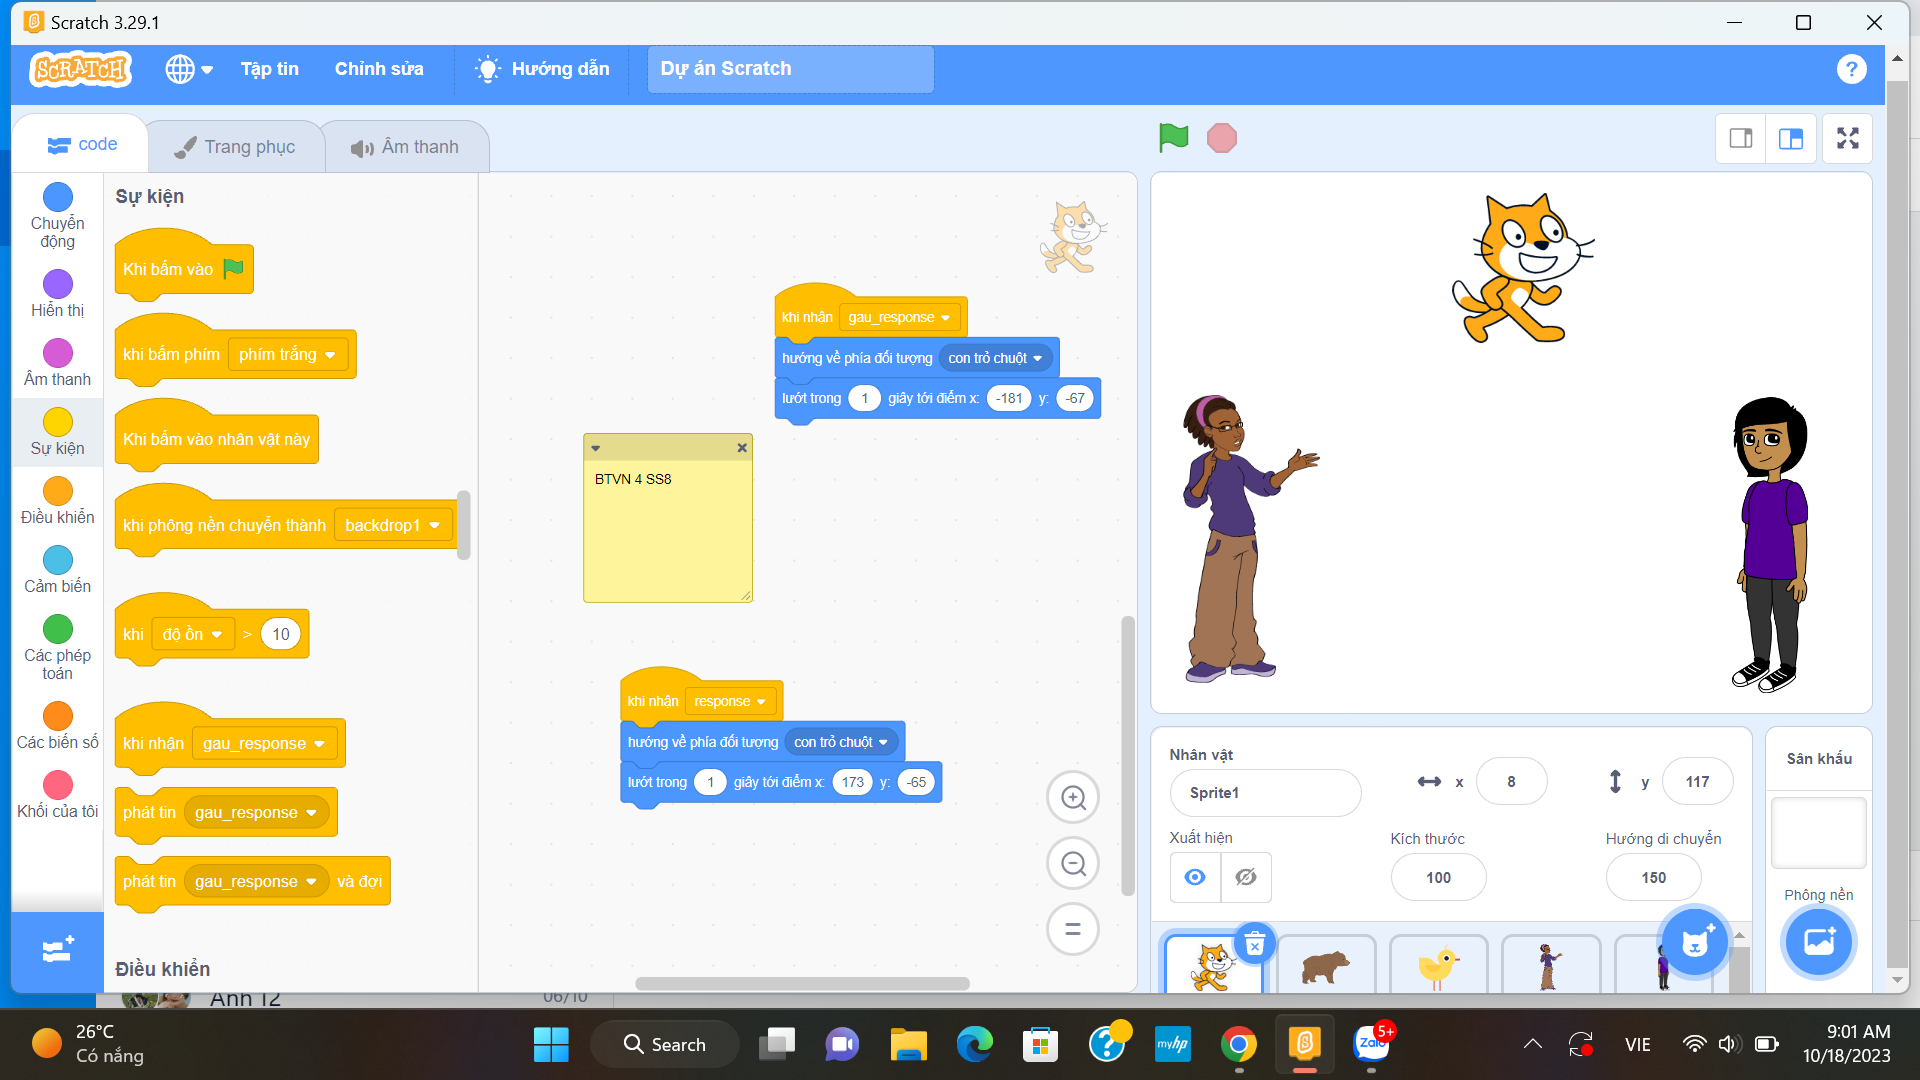 Scratch 3.29.1
SCRATCH
Tập tin
Chỉnh sửa
Hướng dẫn
Dự án Scratch
?
code
Trang phục
Âm thanh
Chuyển động
Hiển thị
Âm thanh
Sự kiện
Điều khiển
Cảm biến
Các phép toán
Các biến số
Khối của tôi
Sự kiện
Khi bấm vào
khi bấm phím phím trắng
Khi bấm vào nhân vật này
khi phông nền chuyển thành backdrop1
khi độ ồn > 10
khi nhận gau_response
phát tin gau_response
phát tin gau_response và đợi
Điều khiển
khi nhận gau_response
hướng về phía đối tượng con trỏ chuột
lướt trong 1 giây tới điểm x: -181 y: -67
BTVN 4 SS8
khi nhận response
hướng về phía đối tượng con trỏ chuột
lướt trong 1 giây tới điểm x: 173 y: -65
Nhân vật
Sprite1
x 8
y 117
Xuất hiện
Kích thước
100
Hướng di chuyển
150
Sân khấu
Phông nền
Anh 12
06/10
26°C
Có nắng
Search
myhp
Zalo
5+
VIE
9:01 AM
10/18/2023